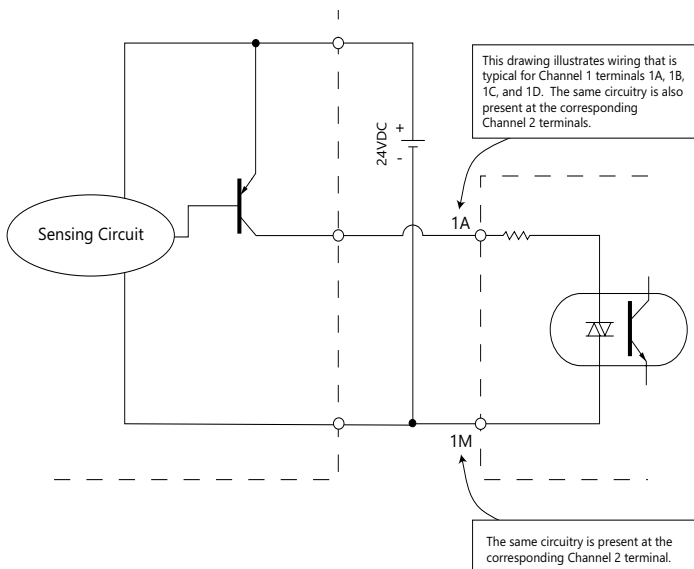 This drawing illustrates wiring that is
typical for Channel 1 terminals 1A, 1B,
1C, and 1D.  The same circuitry is also
present at the corresponding
Channel 2 terminals.
24VDC
+
-
1A
Sensing Circuit
1M
The same circuitry is present at the
corresponding Channel 2 terminal.